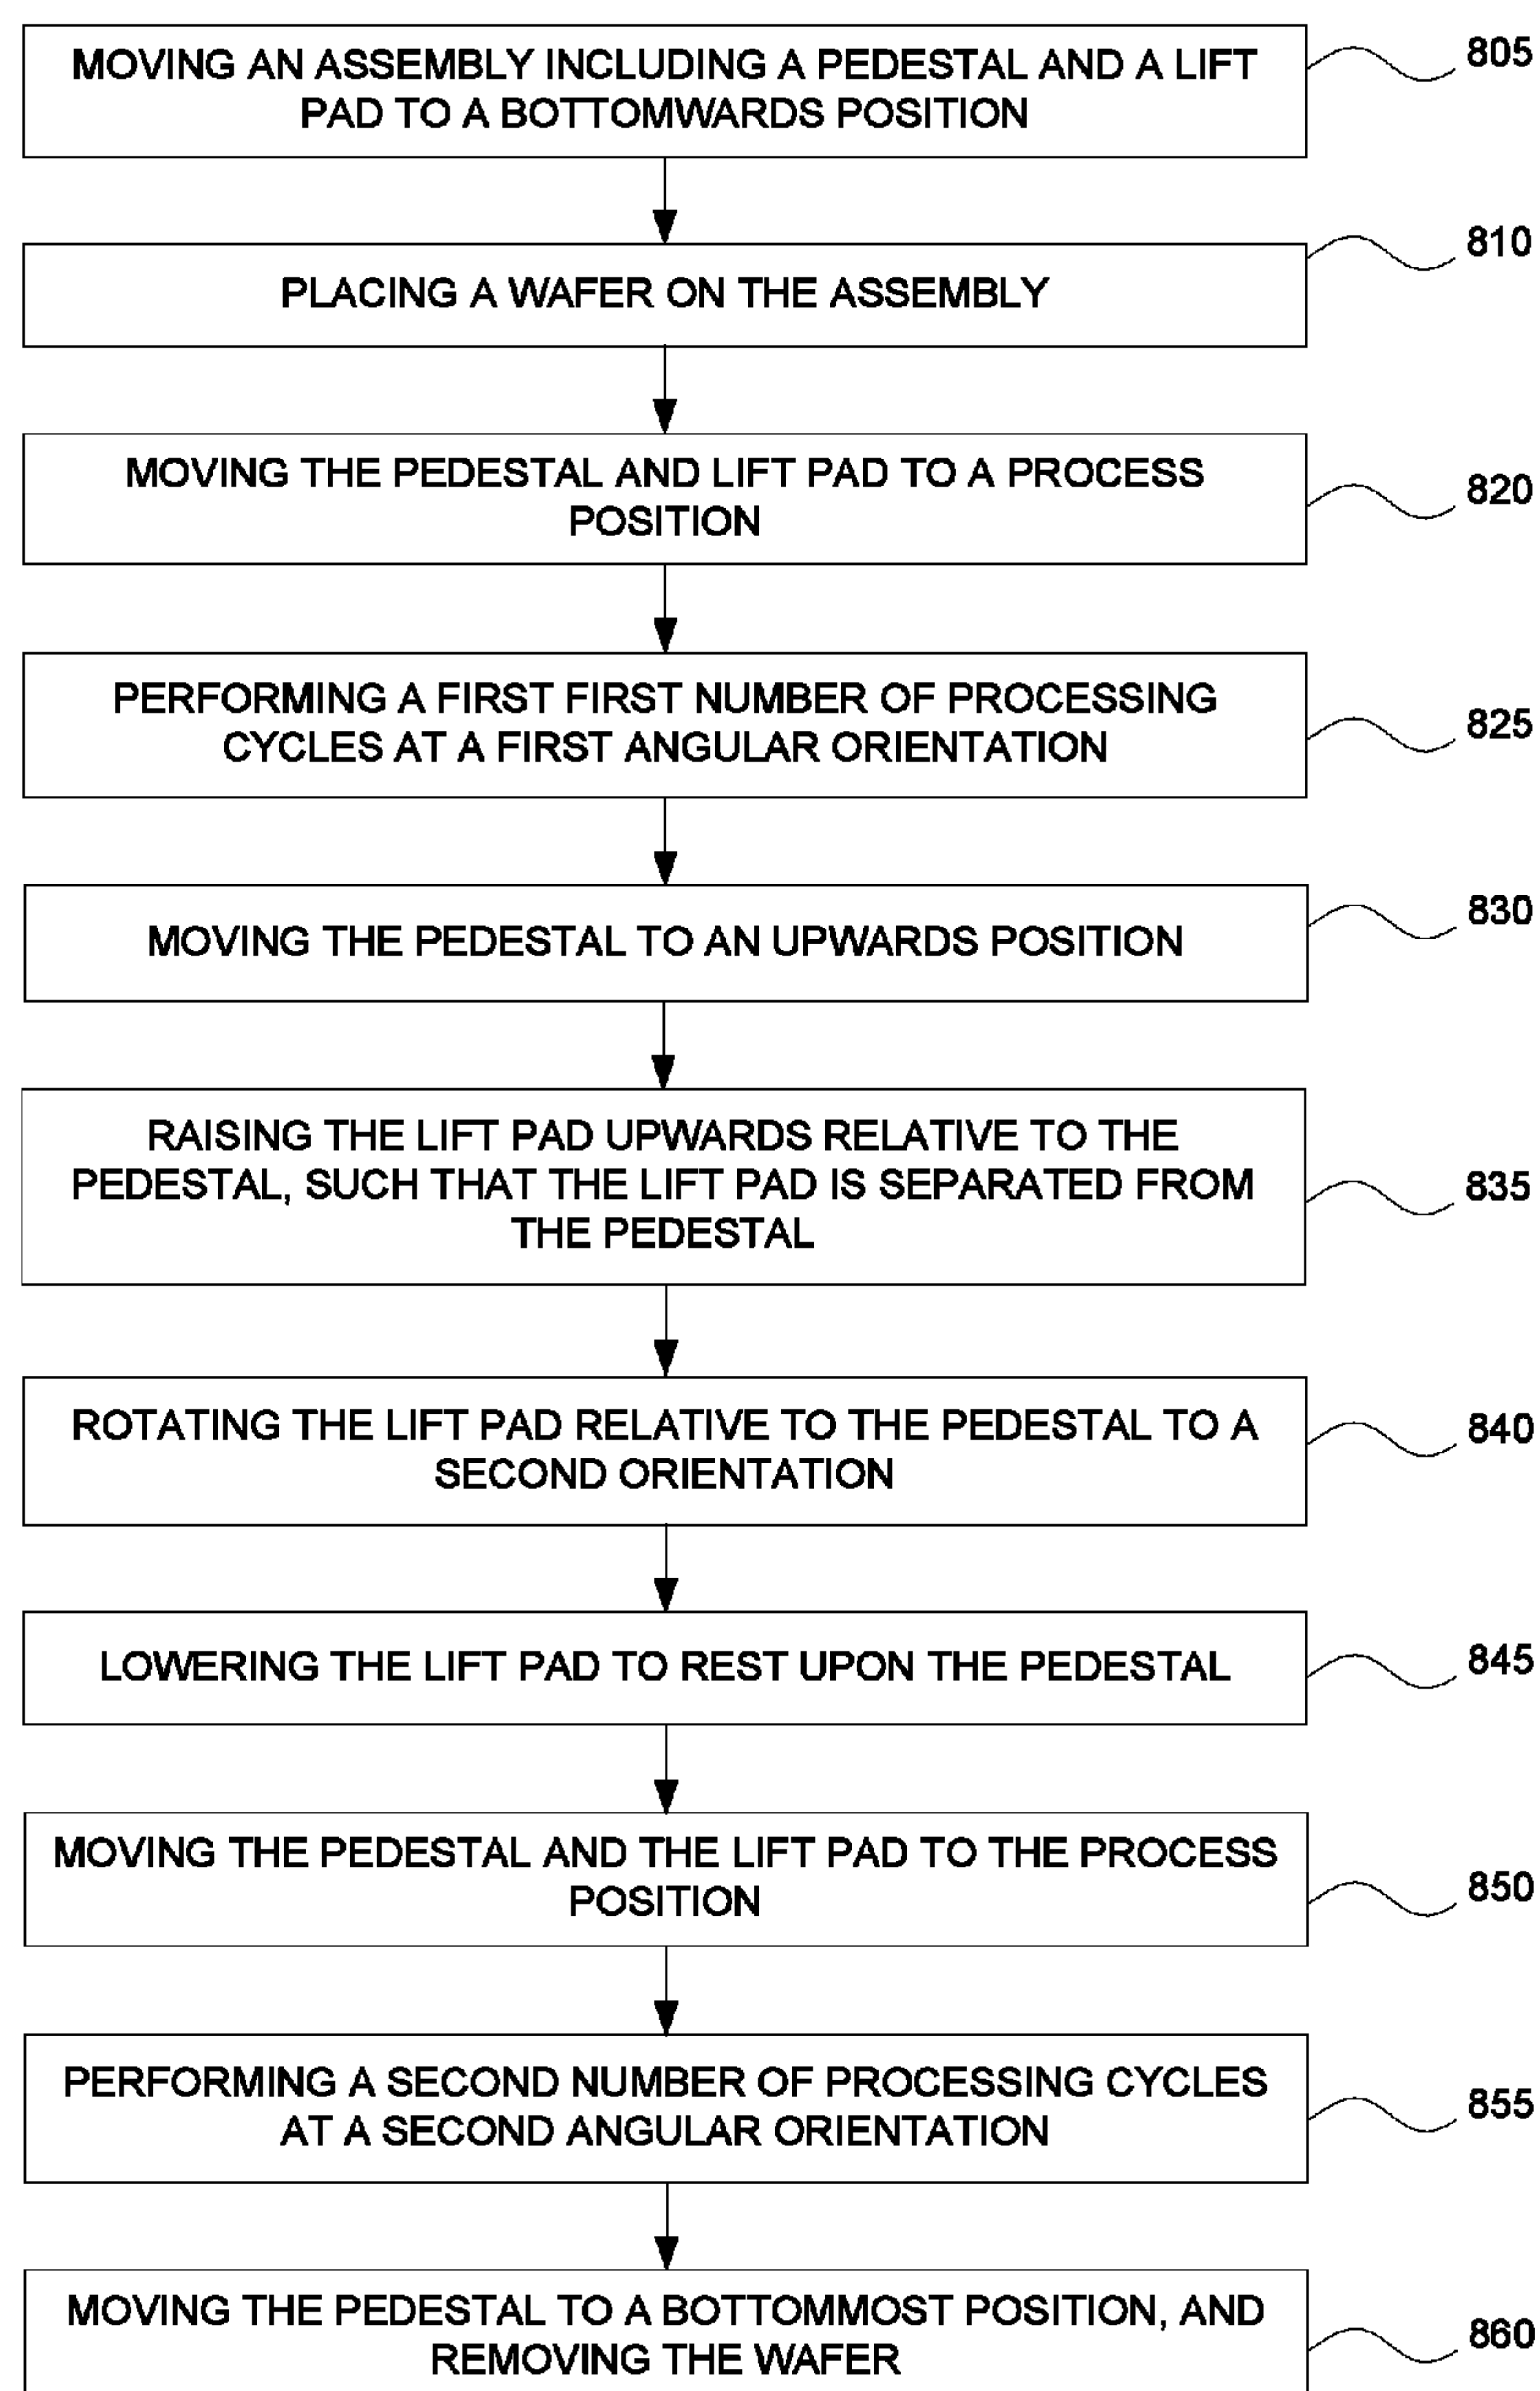 MOVING AN ASSEMBLY INCLUDING A PEDESTAL AND A LIFT
PAD TO A BOTTOMWARDS POSITION
805
PLACING A WAFER ON THE ASSEMBLY
810
MOVING THE PEDESTAL AND LIFT PAD TO A PROCESS
POSITION
820
PERFORMING A FIRST FIRST NUMBER OF PROCESSING
CYCLES AT A FIRST ANGULAR ORIENTATION
825
MOVING THE PEDESTAL TO AN UPWARDS POSITION
830
RAISING THE LIFT PAD UPWARDS RELATIVE TO THE
PEDESTAL, SUCH THAT THE LIFT PAD IS SEPARATED FROM
THE PEDESTAL
835
ROTATING THE LIFT PAD RELATIVE TO THE PEDESTAL TO A
SECOND ORIENTATION
840
LOWERING THE LIFT PAD TO REST UPON THE PEDESTAL
845
MOVING THE PEDESTAL AND THE LIFT PAD TO THE PROCESS
POSITION
850
PERFORMING A SECOND NUMBER OF PROCESSING CYCLES
AT A SECOND ANGULAR ORIENTATION
855
MOVING THE PEDESTAL TO A BOTTOMMOST POSITION, AND
REMOVING THE WAFER
860